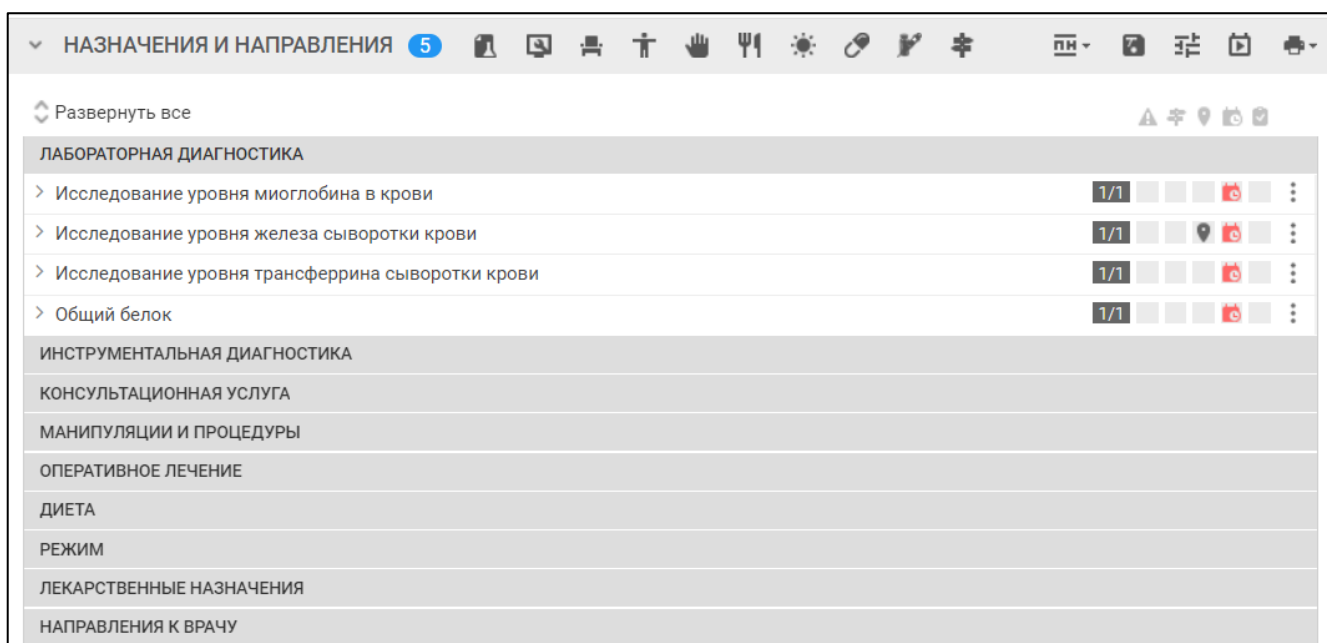 НАЗНАЧЕНИЯ И НАПРАВЛЕНИЯ 5 ПН
Развернуть все
ЛАБОРАТОРНАЯ ДИАГНОСТИКА
Исследование уровня миоглобина в крови 1/1
Исследование уровня железа сыворотки крови 1/1
Исследование уровня трансферрина сыворотки крови 1/1
Общий белок 1/1
ИНСТРУМЕНТАЛЬНАЯ ДИАГНОСТИКА
КОНСУЛЬТАЦИОННАЯ УСЛУГА
МАНИПУЛЯЦИИ И ПРОЦЕДУРЫ
ОПЕРАТИВНОЕ ЛЕЧЕНИЕ
ДИЕТА
РЕЖИМ
ЛЕКАРСТВЕННЫЕ НАЗНАЧЕНИЯ
НАПРАВЛЕНИЯ К ВРАЧУ